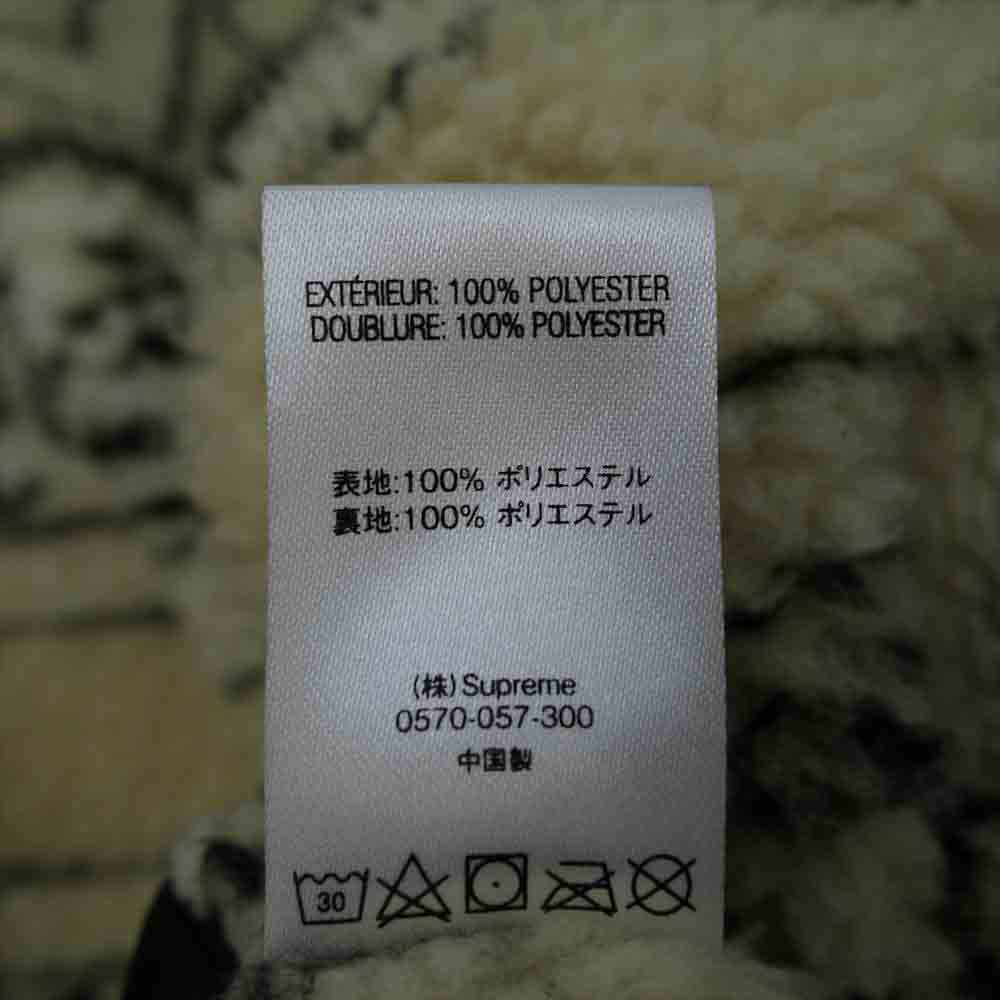 EXTÉRIEUR: 100% POLYESTER
DOUBLURE: 100% POLYESTER
表地:100% ポリエステル
裏地:100% ポリエステル
(株)Supreme
0570-057-300
中国製
30